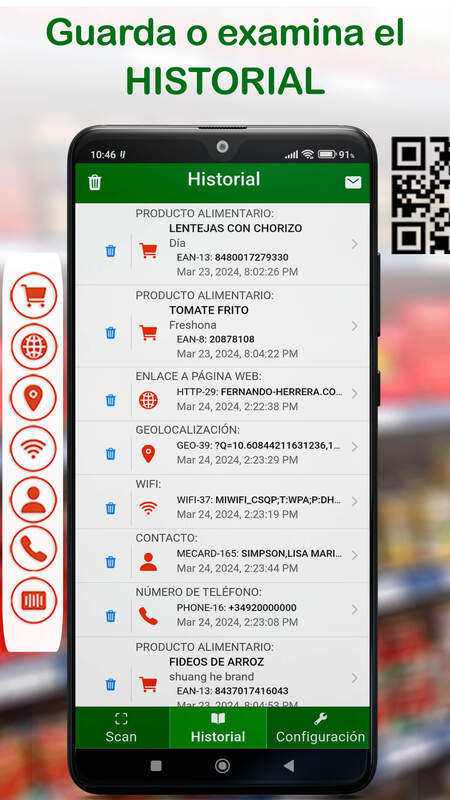 Guarda o examina el
HISTORIAL
10:46
91%
Historial
PRODUCTO ALIMENTARIO:
LENTEJAS CON CHORIZO
Día
EAN-13: 8480017279330
Mar 23, 2024, 8:02:26 PM
PRODUCTO ALIMENTARIO:
TOMATE FRITO
Freshona
EAN-8: 20878108
Mar 23, 2024, 8:04:22 PM
ENLACE A PÁGINA WEB:
HTTP-29: FERNANDO-HERRERA.CO...
Mar 24, 2024, 2:22:38 PM
GEOLOCALIZACIÓN:
GEO-39: ?Q=10.60844211631236,1...
Mar 24, 2024, 2:23:29 PM
WIFI:
WIFI-37: MIWIFI_CSQP;T:WPA;P:DH...
Mar 24, 2024, 2:23:19 PM
CONTACTO:
MECARD-165: SIMPSON,LISA MARI...
Mar 24, 2024, 2:23:44 PM
NÚMERO DE TELÉFONO:
PHONE-16: +34920000000
Mar 24, 2024, 2:23:08 PM
PRODUCTO ALIMENTARIO:
FIDEOS DE ARROZ
shuang he brand
EAN-13: 8437017416043
Mar 23, 2024, 8:04:53 PM
Scan
Historial
Configuración